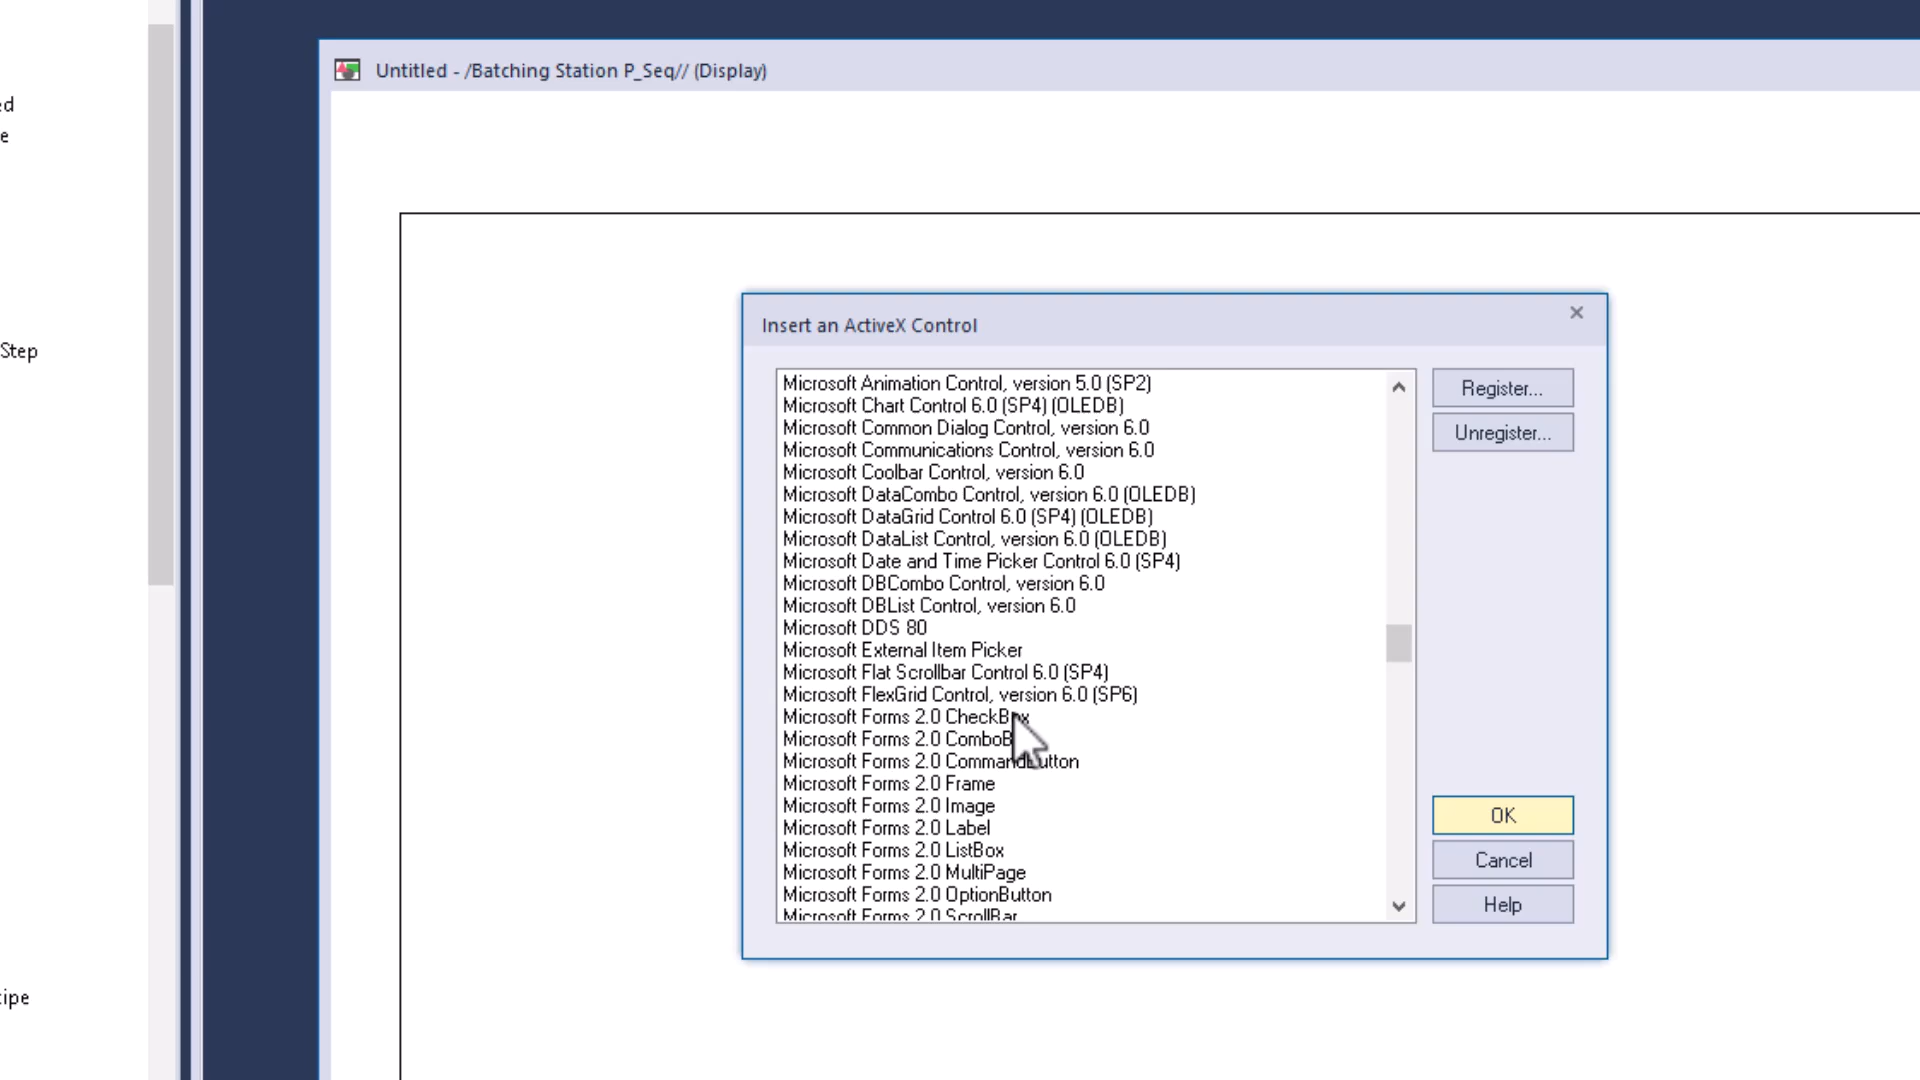 ed
e
Step
ipe
Untitled - /Batching Station P_Seq// (Display)
Insert an ActiveX Control
Microsoft Animation Control, version 5.0 (SP2)
Microsoft Chart Control 6.0 (SP4) (OLEDB)
Microsoft Common Dialog Control, version 6.0
Microsoft Communications Control, version 6.0
Microsoft Coolbar Control, version 6.0
Microsoft DataCombo Control, version 6.0 (OLEDB)
Microsoft DataGrid Control 6.0 (SP4) (OLEDB)
Microsoft DataList Control, version 6.0 (OLEDB)
Microsoft Date and Time Picker Control 6.0 (SP4)
Microsoft DBCombo Control, version 6.0
Microsoft DBList Control, version 6.0
Microsoft DDS 80
Microsoft External Item Picker
Microsoft Flat Scrollbar Control 6.0 (SP4)
Microsoft FlexGrid Control, version 6.0 (SP6)
Microsoft Forms 2.0 CheckBox
Microsoft Forms 2.0 ComboB
Microsoft Forms 2.0 CommandButton
Microsoft Forms 2.0 Frame
Microsoft Forms 2.0 Image
Microsoft Forms 2.0 Label
Microsoft Forms 2.0 ListBox
Microsoft Forms 2.0 MultiPage
Microsoft Forms 2.0 OptionButton
Microsoft Forms 2.0 ScrollBar
Register...
Unregister...
OK
Cancel
Help